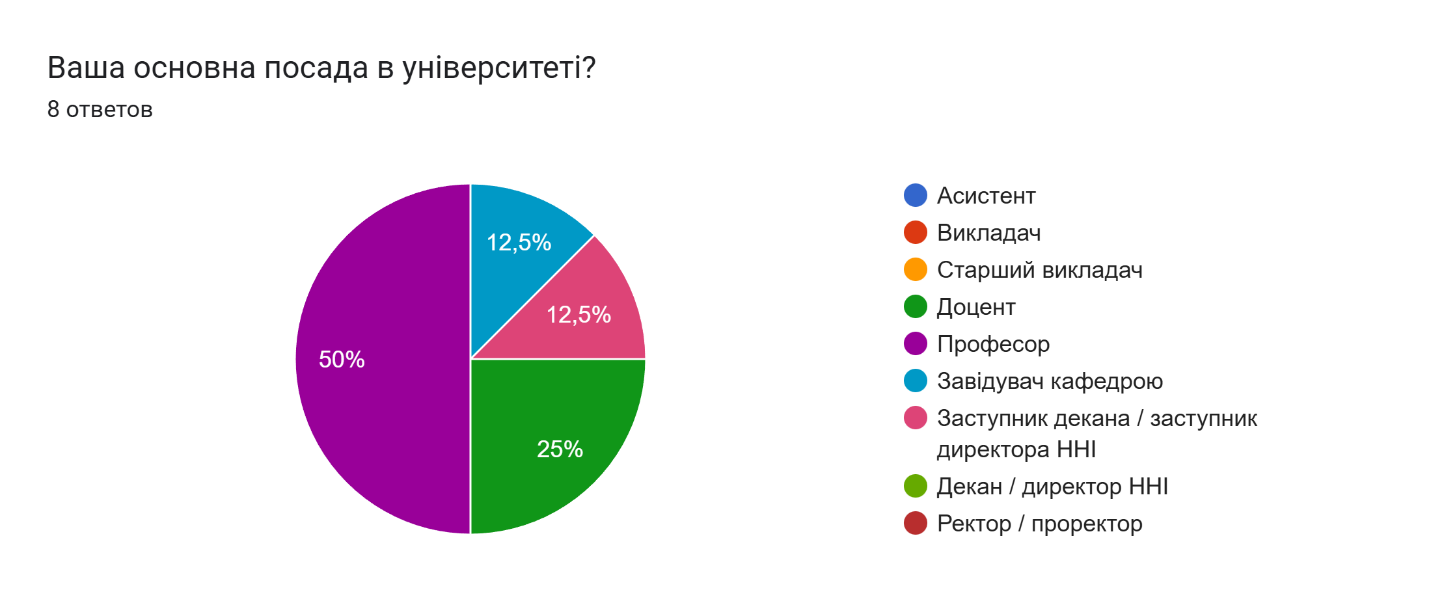 Ваша основна посада в університеті?
8 ответов
12,5%
12,5%
50%
25%
Асистент
Викладач
Старший викладач
Доцент
Професор
Завідувач кафедрою
Заступник декана / заступник
директора ННІ
Декан / директор ННІ
Ректор / проректор